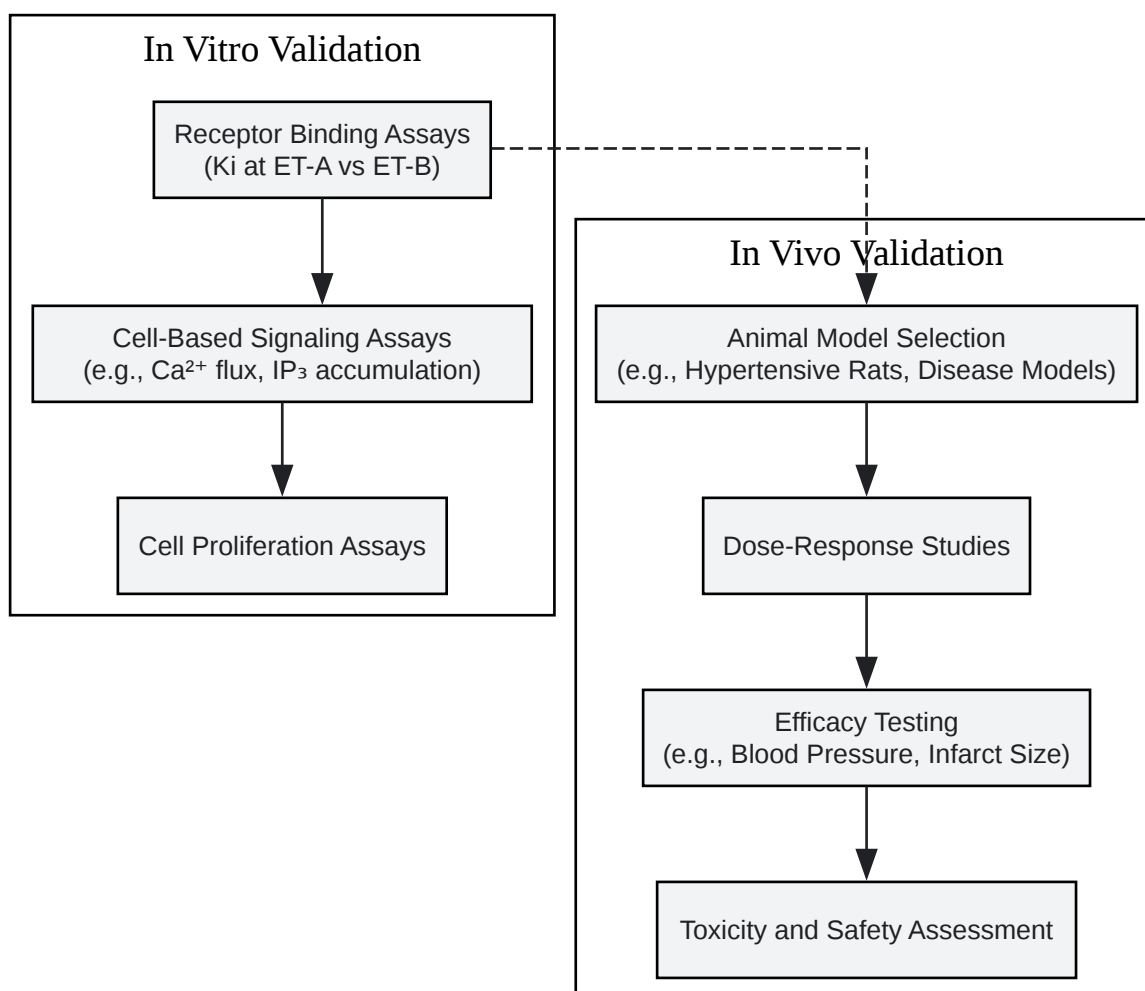 In Vitro Validation
Receptor Binding Assays
(Ki at ET-A vs ET-B)
Cell-Based Signaling Assays
(e.g., Ca²⁺ flux, IP₃ accumulation)
Cell Proliferation Assays
In Vivo Validation
Animal Model Selection
(e.g., Hypertensive Rats, Disease Models)
Dose-Response Studies
Efficacy Testing
(e.g., Blood Pressure, Infarct Size)
Toxicity and Safety Assessment